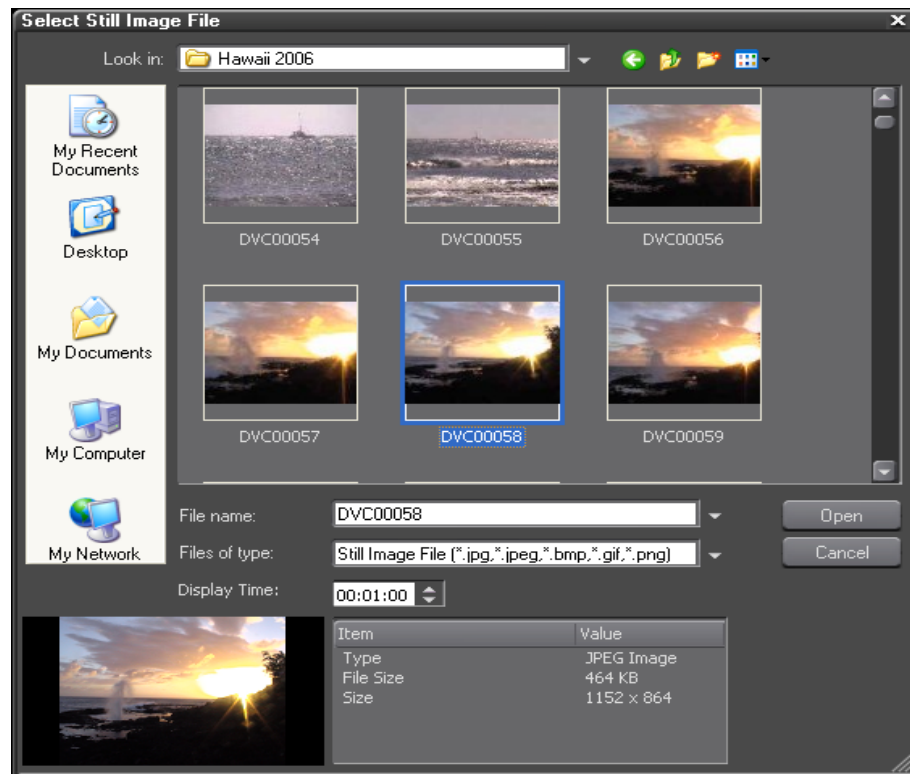 Select Still Image File
Look in: Hawaii 2006
My Recent
Documents
Desktop
My Documents
My Computer
My Network
DVC00054 DVC00055 DVC00056
DVC00057 DVC00058 DVC00059
File name: DVC00058 Open
Files of type: Still Image File (*.jpg,*.jpeg,*.bmp,*.gif,*.png) Cancel
Display Time: 00:01:00
Item Value
Type JPEG Image
File Size 464 KB
Size 1152 x 864